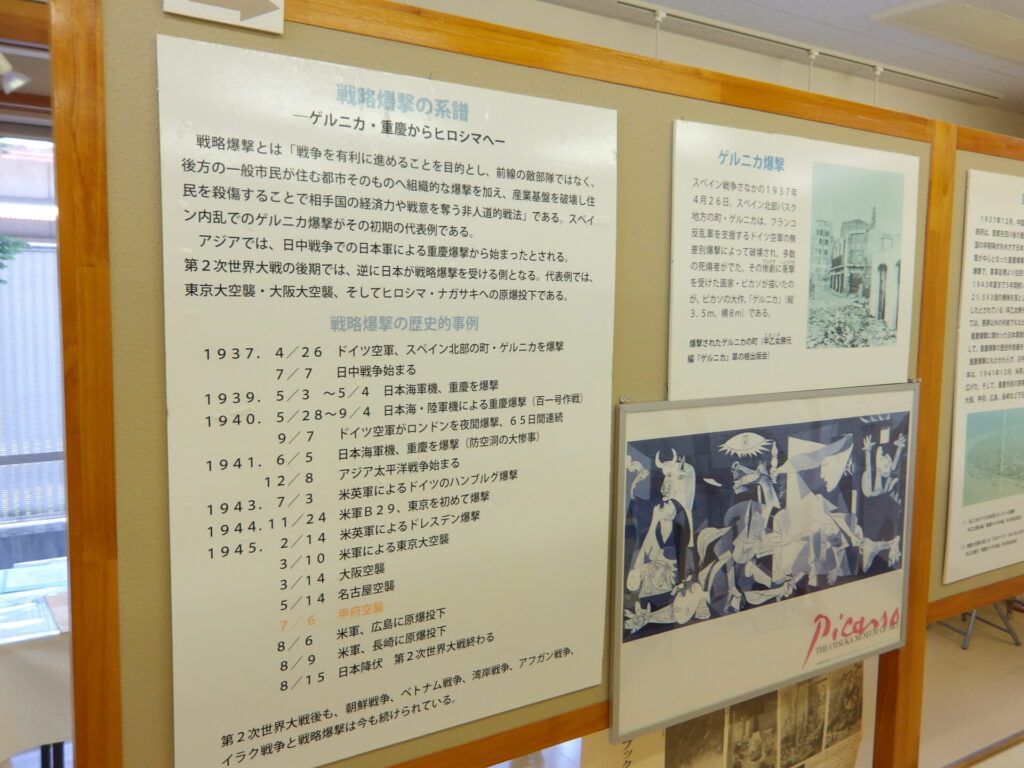 戦略爆撃の系譜
―ゲルニカ・重慶からヒロシマへ―
戦略爆撃とは「戦争を有利に進めることを目的とし、前線の敵部隊ではなく、
後方の一般市民が住む都市そのものへ組織的な爆撃を加え、産業基盤を破壊し住
民を殺傷することで相手国の経済力や戦意を奪う非人道的戦法」である。スペイ
ン内乱でのゲルニカ爆撃がその初期の代表例である。
アジアでは、日中戦争での日本軍による重慶爆撃から始まったとされる。
第２次世界大戦の後期では、逆に日本が戦略爆撃を受ける側となる。代表例では、
東京大空襲・大阪大空襲、そしてヒロシマ・ナガサキへの原爆投下である。
戦略爆撃の歴史的事例
１９３７．４／２６ ドイツ空軍、スペイン北部の町・ゲルニカを爆撃
７／７ 日中戦争始まる
１９３９．５／３ ～５／４ 日本海軍機、重慶を爆撃
１９４０．５／２８～９／４ 日本海・陸軍機による重慶爆撃（百一号作戦）
９／７ ドイツ空軍がロンドンを夜間爆撃、６５日間連続
１９４１．６／５ 日本海軍機、重慶を爆撃（防空洞の大惨事）
１２／８ アジア太平洋戦争始まる
１９４３．７／３ 米英軍によるドイツのハンブルグ爆撃
１９４４．１１／２４ 米軍Ｂ２９、東京を初めて爆撃
１９４５．２／１４ 米英軍によるドレスデン爆撃
３／１０ 米軍による東京大空襲
３／１４ 大阪空襲
５／１４ 名古屋空襲
７／６ 甲府空襲
８／６ 米軍、広島に原爆投下
８／９ 米軍、長崎に原爆投下
８／１５ 日本降伏 第２次世界大戦終わる
第２次世界大戦後も、朝鮮戦争、ベトナム戦争、湾岸戦争、アフガン戦争、
イラク戦争と戦略爆撃は今も続けられている。
ゲルニカ爆撃
スペイン戦争さなかの１９３７年
４月２６日、スペイン北部バスク
地方の町・ゲルニカは、フランコ
反乱軍を支援するドイツ空軍の無
差別爆撃によって破壊され、多数
の死傷者がでた。その惨劇に衝撃
を受けた画家・ピカソが描いたのが
が、ピカソの大作、「ゲルニカ」（縦
３．５ｍ、横８ｍ）である。
爆撃されたゲルニカの町（早乙女勝元
編『ゲルニカ』草の根出版会）
Picasso
THE OTSUKA MUSEUM OF ART
１９３７年１２月、中国